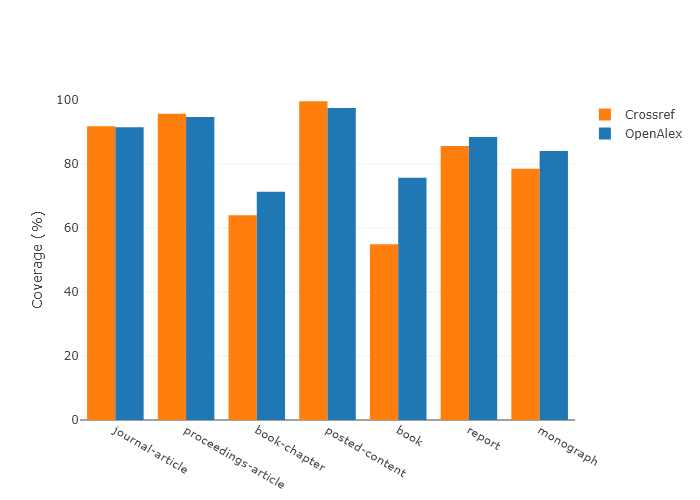 100
80
60
40
20
0
Coverage (%)
journal-article
proceedings-article
book-chapter
posted-content
book
report
monograph
Crossref
OpenAlex